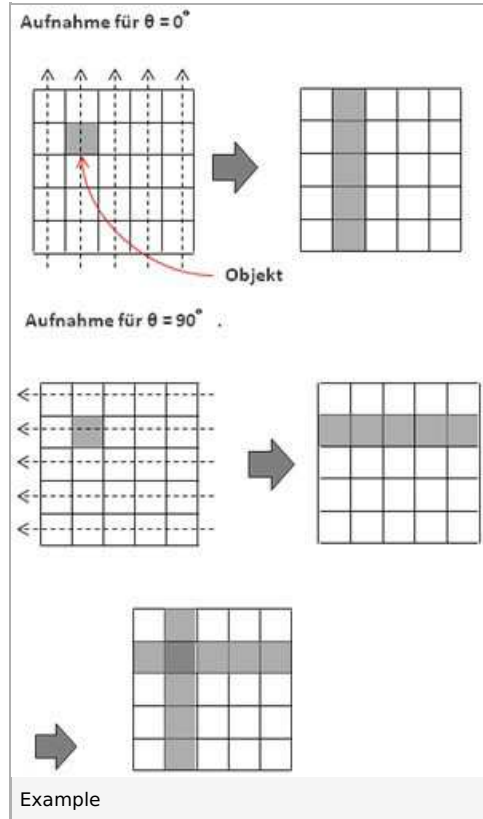 Aufnahme für θ = 0°
Objekt
Aufnahme für θ = 90° .
Example